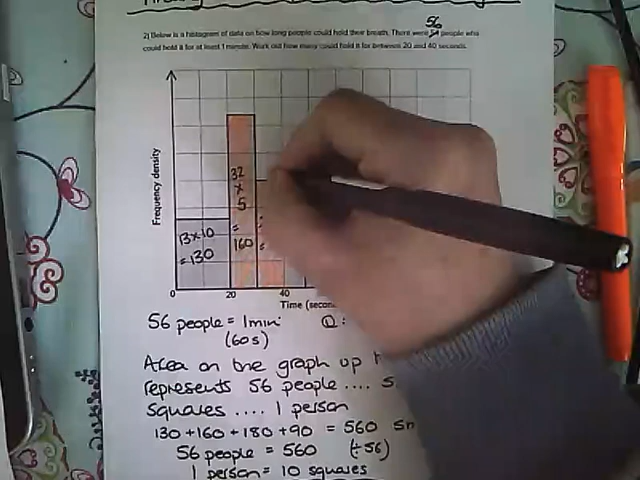 56
2) Below is a histogram of data on how long people could hold their breath. There were people who
could hold it for at least 1 minute. Work out how many could hold it for between 20 and 40 seconds.
Frequency density
32
x
5
=
160
13x10
=130
0 20 40
Time
56 people = 1min Q:
(60s)
Area on the graph up
represents 56 people ....
squares .... 1 person
130+160+180+90 = 560
56 people = 560 (÷56)
1 person = 10 squares